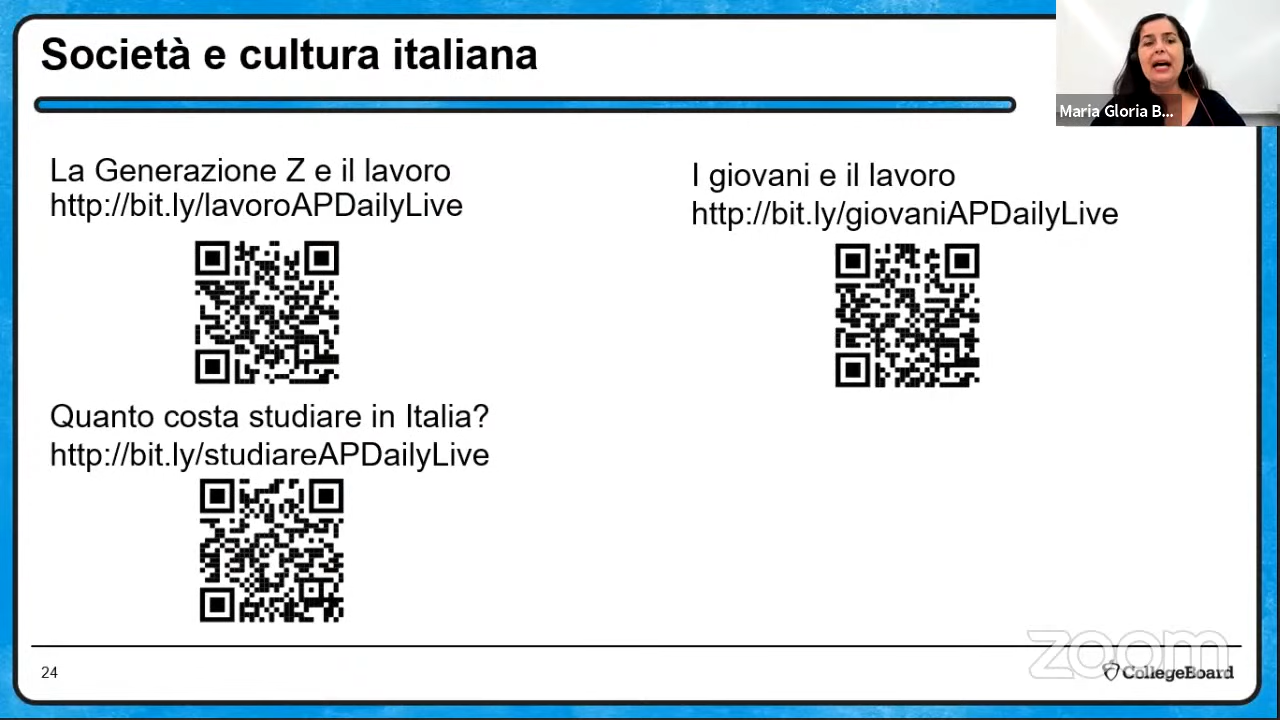 Società e cultura italiana
Maria Gloria B...
La Generazione Z e il lavoro
http://bit.ly/lavoroAPDailyLive
I giovani e il lavoro
http://bit.ly/giovaniAPDailyLive
Quanto costa studiare in Italia?
http://bit.ly/studiareAPDailyLive
zoom
24
CollegeBoard